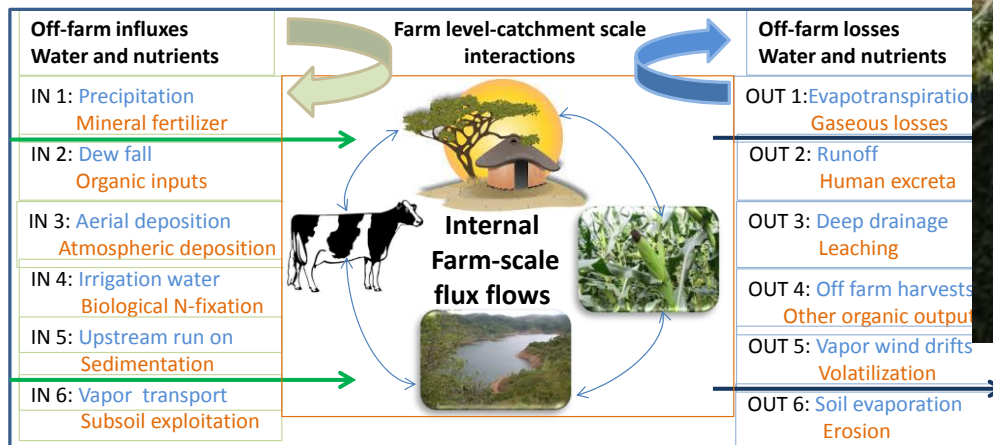 Off-farm influxes
Water and nutrients
IN 1: Precipitation
Mineral fertilizer
IN 2: Dew fall
Organic inputs
IN 3: Aerial deposition
Atmospheric deposition
IN 4: Irrigation water
Biological N-fixation
IN 5: Upstream run on
Sedimentation
IN 6: Vapor transport
Subsoil exploitation
Farm level-catchment scale
interactions
Internal
Farm-scale
flux flows
Off-farm losses
Water and nutrients
OUT 1:Evapotranspiration
Gaseous losses
OUT 2: Runoff
Human excreta
OUT 3: Deep drainage
Leaching
OUT 4: Off farm harvests
Other organic output
OUT 5: Vapor wind drifts
Volatilization
OUT 6: Soil evaporation
Erosion